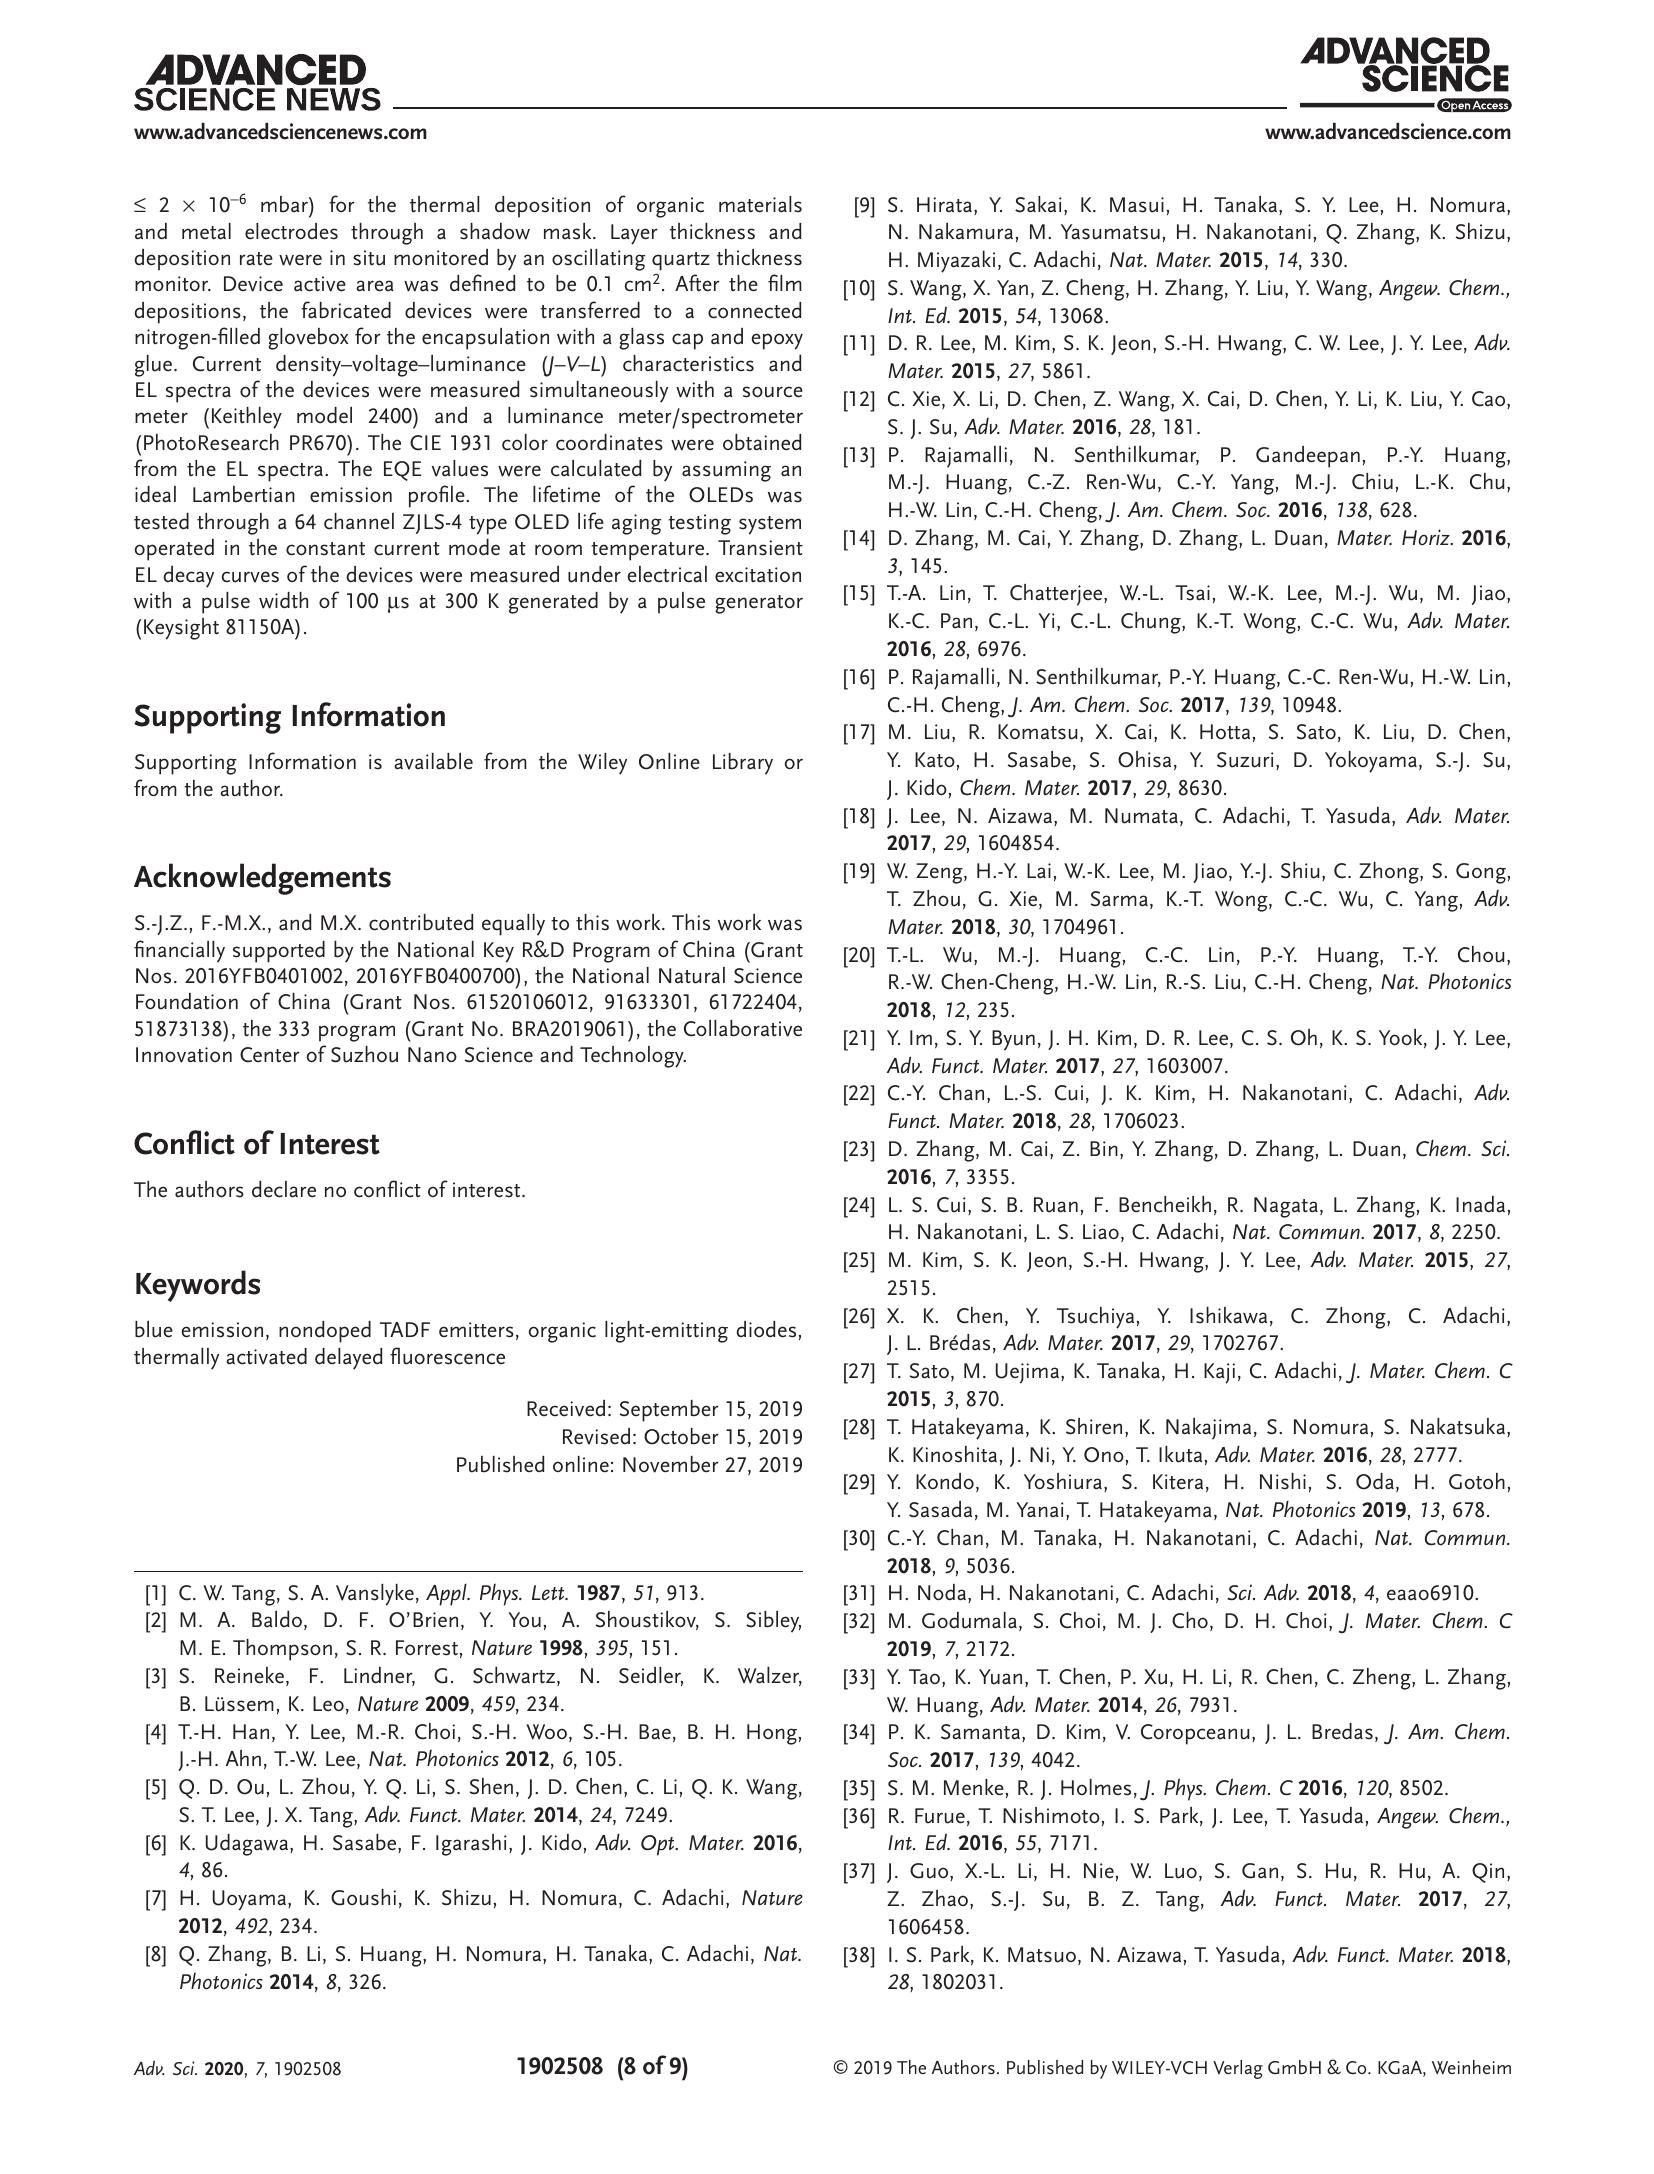 ADVANCED
SCIENCE NEWS
www.advancedsciencenews.com
ADVANCED
SCIENCE
Open Access
www.advancedscience.com
≤ 2 × 10–6 mbar) for the thermal deposition of organic materials
and metal electrodes through a shadow mask. Layer thickness and
deposition rate were in situ monitored by an oscillating quartz thickness
monitor. Device active area was defined to be 0.1 cm2. After the film
depositions, the fabricated devices were transferred to a connected
nitrogen-filled glovebox for the encapsulation with a glass cap and epoxy
glue. Current density–voltage–luminance (J–V–L) characteristics and
EL spectra of the devices were measured simultaneously with a source
meter (Keithley model 2400) and a luminance meter/spectrometer
(PhotoResearch PR670). The CIE 1931 color coordinates were obtained
from the EL spectra. The EQE values were calculated by assuming an
ideal Lambertian emission profile. The lifetime of the OLEDs was
tested through a 64 channel ZJLS-4 type OLED life aging testing system
operated in the constant current mode at room temperature. Transient
EL decay curves of the devices were measured under electrical excitation
with a pulse width of 100 μs at 300 K generated by a pulse generator
(Keysight 81150A).
Supporting Information
Supporting Information is available from the Wiley Online Library or
from the author.
Acknowledgements
S.-J.Z., F.-M.X., and M.X. contributed equally to this work. This work was
financially supported by the National Key R&D Program of China (Grant
Nos. 2016YFB0401002, 2016YFB0400700), the National Natural Science
Foundation of China (Grant Nos. 61520106012, 91633301, 61722404,
51873138), the 333 program (Grant No. BRA2019061), the Collaborative
Innovation Center of Suzhou Nano Science and Technology.
Conflict of Interest
The authors declare no conflict of interest.
Keywords
blue emission, nondoped TADF emitters, organic light-emitting diodes,
thermally activated delayed fluorescence
Received: September 15, 2019
Revised: October 15, 2019
Published online: November 27, 2019
[1] C. W. Tang, S. A. Vanslyke, Appl. Phys. Lett. 1987, 51, 913.
[2] M. A. Baldo, D. F. O'Brien, Y. You, A. Shoustikov, S. Sibley,
M. E. Thompson, S. R. Forrest, Nature 1998, 395, 151.
[3] S. Reineke, F. Lindner, G. Schwartz, N. Seidler, K. Walzer,
B. Lüssem, K. Leo, Nature 2009, 459, 234.
[4] T.-H. Han, Y. Lee, M.-R. Choi, S.-H. Woo, S.-H. Bae, B. H. Hong,
J.-H. Ahn, T.-W. Lee, Nat. Photonics 2012, 6, 105.
[5] Q. D. Ou, L. Zhou, Y. Q. Li, S. Shen, J. D. Chen, C. Li, Q. K. Wang,
S. T. Lee, J. X. Tang, Adv. Funct. Mater. 2014, 24, 7249.
[6] K. Udagawa, H. Sasabe, F. Igarashi, J. Kido, Adv. Opt. Mater. 2016,
4, 86.
[7] H. Uoyama, K. Goushi, K. Shizu, H. Nomura, C. Adachi, Nature
2012, 492, 234.
[8] Q. Zhang, B. Li, S. Huang, H. Nomura, H. Tanaka, C. Adachi, Nat.
Photonics 2014, 8, 326.
[9] S. Hirata, Y. Sakai, K. Masui, H. Tanaka, S. Y. Lee, H. Nomura,
N. Nakamura, M. Yasumatsu, H. Nakanotani, Q. Zhang, K. Shizu,
H. Miyazaki, C. Adachi, Nat. Mater. 2015, 14, 330.
[10] S. Wang, X. Yan, Z. Cheng, H. Zhang, Y. Liu, Y. Wang, Angew. Chem.,
Int. Ed. 2015, 54, 13068.
[11] D. R. Lee, M. Kim, S. K. Jeon, S.-H. Hwang, C. W. Lee, J. Y. Lee, Adv.
Mater. 2015, 27, 5861.
[12] C. Xie, X. Li, D. Chen, Z. Wang, X. Cai, D. Chen, Y. Li, K. Liu, Y. Cao,
S. J. Su, Adv. Mater. 2016, 28, 181.
[13] P. Rajamalli, N. Senthilkumar, P. Gandeepan, P.-Y. Huang,
M.-J. Huang, C.-Z. Ren-Wu, C.-Y. Yang, M.-J. Chiu, L.-K. Chu,
H.-W. Lin, C.-H. Cheng, J. Am. Chem. Soc. 2016, 138, 628.
[14] D. Zhang, M. Cai, Y. Zhang, D. Zhang, L. Duan, Mater. Horiz. 2016,
3, 145.
[15] T.-A. Lin, T. Chatterjee, W.-L. Tsai, W.-K. Lee, M.-J. Wu, M. Jiao,
K.-C. Pan, C.-L. Yi, C.-L. Chung, K.-T. Wong, C.-C. Wu, Adv. Mater.
2016, 28, 6976.
[16] P. Rajamalli, N. Senthilkumar, P.-Y. Huang, C.-C. Ren-Wu, H.-W. Lin,
C.-H. Cheng, J. Am. Chem. Soc. 2017, 139, 10948.
[17] M. Liu, R. Komatsu, X. Cai, K. Hotta, S. Sato, K. Liu, D. Chen,
Y. Kato, H. Sasabe, S. Ohisa, Y. Suzuri, D. Yokoyama, S.-J. Su,
J. Kido, Chem. Mater. 2017, 29, 8630.
[18] J. Lee, N. Aizawa, M. Numata, C. Adachi, T. Yasuda, Adv. Mater.
2017, 29, 1604854.
[19] W. Zeng, H.-Y. Lai, W.-K. Lee, M. Jiao, Y.-J. Shiu, C. Zhong, S. Gong,
T. Zhou, G. Xie, M. Sarma, K.-T. Wong, C.-C. Wu, C. Yang, Adv.
Mater. 2018, 30, 1704961.
[20] T.-L. Wu, M.-J. Huang, C.-C. Lin, P.-Y. Huang, T.-Y. Chou,
R.-W. Chen-Cheng, H.-W. Lin, R.-S. Liu, C.-H. Cheng, Nat. Photonics
2018, 12, 235.
[21] Y. Im, S. Y. Byun, J. H. Kim, D. R. Lee, C. S. Oh, K. S. Yook, J. Y. Lee,
Adv. Funct. Mater. 2017, 27, 1603007.
[22] C.-Y. Chan, L.-S. Cui, J. K. Kim, H. Nakanotani, C. Adachi, Adv.
Funct. Mater. 2018, 28, 1706023.
[23] D. Zhang, M. Cai, Z. Bin, Y. Zhang, D. Zhang, L. Duan, Chem. Sci.
2016, 7, 3355.
[24] L. S. Cui, S. B. Ruan, F. Bencheikh, R. Nagata, L. Zhang, K. Inada,
H. Nakanotani, L. S. Liao, C. Adachi, Nat. Commun. 2017, 8, 2250.
[25] M. Kim, S. K. Jeon, S.-H. Hwang, J. Y. Lee, Adv. Mater. 2015, 27,
2515.
[26] X. K. Chen, Y. Tsuchiya, Y. Ishikawa, C. Zhong, C. Adachi,
J. L. Brédas, Adv. Mater. 2017, 29, 1702767.
[27] T. Sato, M. Uejima, K. Tanaka, H. Kaji, C. Adachi, J. Mater. Chem. C
2015, 3, 870.
[28] T. Hatakeyama, K. Shiren, K. Nakajima, S. Nomura, S. Nakatsuka,
K. Kinoshita, J. Ni, Y. Ono, T. Ikuta, Adv. Mater. 2016, 28, 2777.
[29] Y. Kondo, K. Yoshiura, S. Kitera, H. Nishi, S. Oda, H. Gotoh,
Y. Sasada, M. Yanai, T. Hatakeyama, Nat. Photonics 2019, 13, 678.
[30] C.-Y. Chan, M. Tanaka, H. Nakanotani, C. Adachi, Nat. Commun.
2018, 9, 5036.
[31] H. Noda, H. Nakanotani, C. Adachi, Sci. Adv. 2018, 4, eaao6910.
[32] M. Godumala, S. Choi, M. J. Cho, D. H. Choi, J. Mater. Chem. C
2019, 7, 2172.
[33] Y. Tao, K. Yuan, T. Chen, P. Xu, H. Li, R. Chen, C. Zheng, L. Zhang,
W. Huang, Adv. Mater. 2014, 26, 7931.
[34] P. K. Samanta, D. Kim, V. Coropceanu, J. L. Bredas, J. Am. Chem.
Soc. 2017, 139, 4042.
[35] S. M. Menke, R. J. Holmes, J. Phys. Chem. C 2016, 120, 8502.
[36] R. Furue, T. Nishimoto, I. S. Park, J. Lee, T. Yasuda, Angew. Chem.,
Int. Ed. 2016, 55, 7171.
[37] J. Guo, X.-L. Li, H. Nie, W. Luo, S. Gan, S. Hu, R. Hu, A. Qin,
Z. Zhao, S.-J. Su, B. Z. Tang, Adv. Funct. Mater. 2017, 27,
1606458.
[38] I. S. Park, K. Matsuo, N. Aizawa, T. Yasuda, Adv. Funct. Mater. 2018,
28, 1802031.
Adv. Sci. 2020, 7, 1902508
1902508 (8 of 9)
© 2019 The Authors. Published by WILEY-VCH Verlag GmbH & Co. KGaA, Weinheim